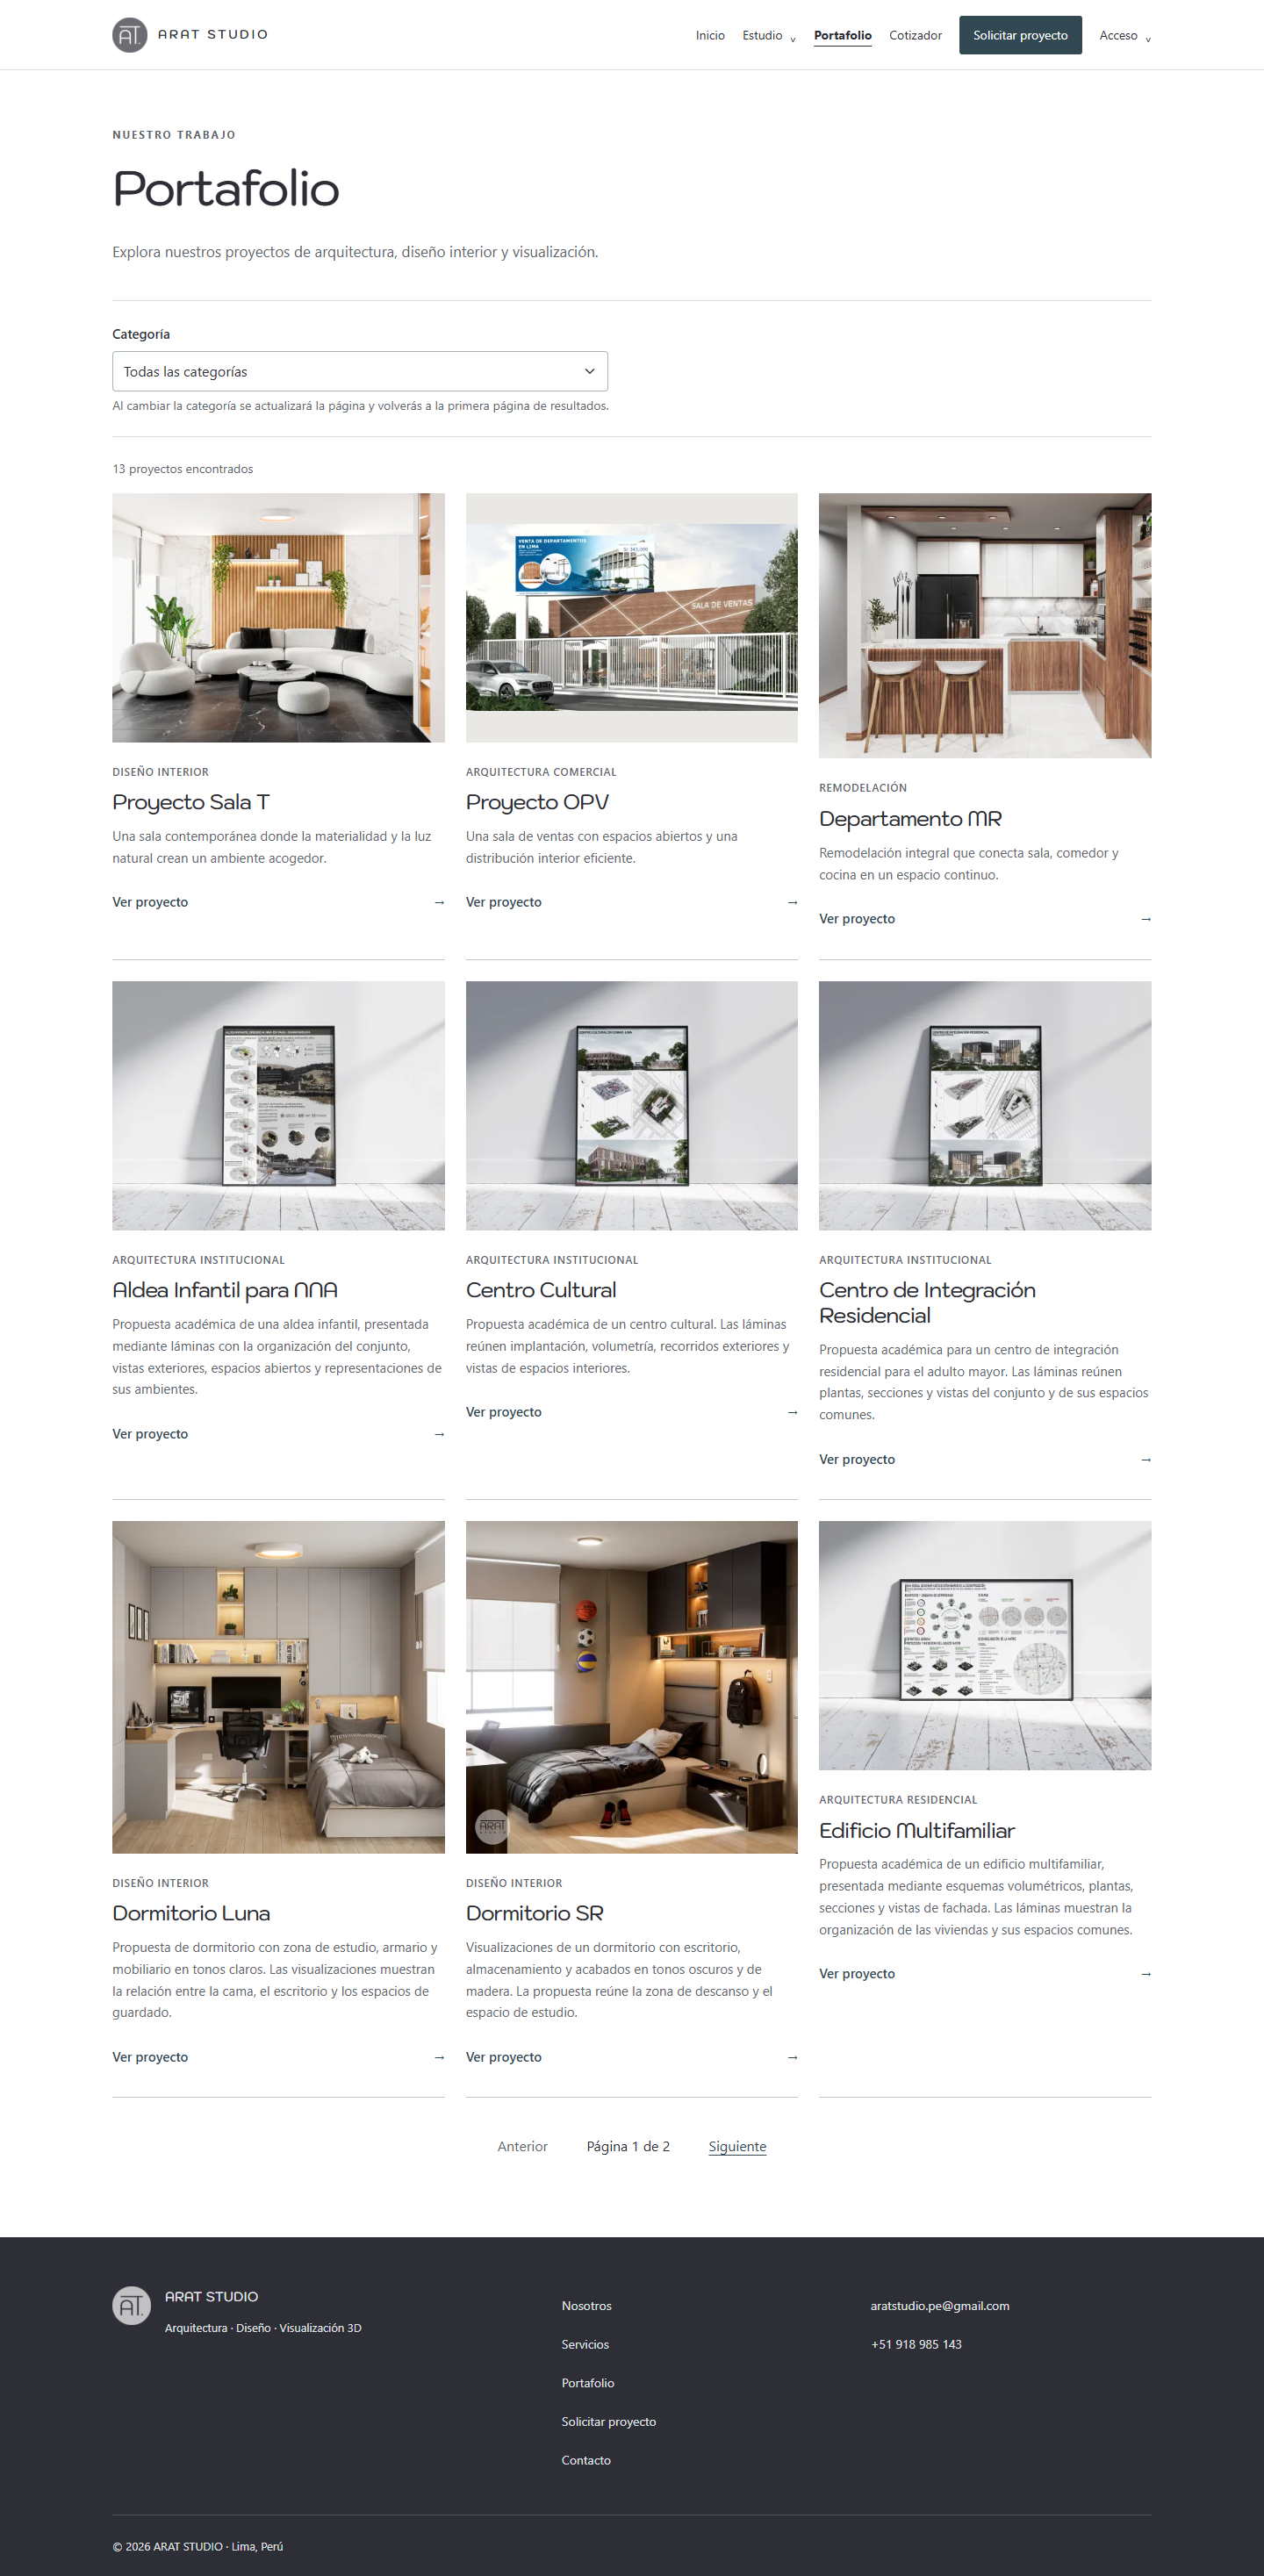 AT.
ARAT STUDIO
Inicio
Estudio
Portafolio
Cotizador
Solicitar proyecto
Acceso
NUESTRO TRABAJO
Portafolio
Explora nuestros proyectos de arquitectura, diseño interior y visualización.
Categoría
Todas las categorías
Al cambiar la categoría se actualizará la página y volverás a la primera página de resultados.
13 proyectos encontrados
VENTA DE DEPARTAMENTOS
EN LIMA
SALA DE VENTAS
DISEÑO INTERIOR
Proyecto Sala T
Una sala contemporánea donde la materialidad y la luz
natural crean un ambiente acogedor.
Ver proyecto →
ARQUITECTURA COMERCIAL
Proyecto OPV
Una sala de ventas con espacios abiertos y una
distribución interior eficiente.
Ver proyecto →
REMODELACIÓN
Departamento MR
Remodelación integral que conecta sala, comedor y
cocina en un espacio continuo.
Ver proyecto →
ARQUITECTURA INSTITUCIONAL
Aldea Infantil para NNA
Propuesta académica de una aldea infantil, presentada
mediante láminas con la organización del conjunto,
vistas exteriores, espacios abiertos y representaciones de
sus ambientes.
Ver proyecto →
ARQUITECTURA INSTITUCIONAL
Centro Cultural
Propuesta académica de un centro cultural. Las láminas
reúnen implantación, volumetría, recorridos exteriores y
vistas de espacios interiores.
Ver proyecto →
ARQUITECTURA INSTITUCIONAL
Centro de Integración
Residencial
Propuesta académica para un centro de integración
residencial para el adulto mayor. Las láminas reúnen
plantas, secciones y vistas del conjunto y de sus espacios
comunes.
Ver proyecto →
ARAT
STUDIO
DISEÑO INTERIOR
Dormitorio Luna
Propuesta de dormitorio con zona de estudio, armario y
mobiliario en tonos claros. Las visualizaciones muestran
la relación entre la cama, el escritorio y los espacios de
guardado.
Ver proyecto →
DISEÑO INTERIOR
Dormitorio SR
Visualizaciones de un dormitorio con escritorio,
almacenamiento y acabados en tonos oscuros y de
madera. La propuesta reúne la zona de descanso y el
espacio de estudio.
Ver proyecto →
ARQUITECTURA RESIDENCIAL
Edificio Multifamiliar
Propuesta académica de un edificio multifamiliar,
presentada mediante esquemas volumétricos, plantas,
secciones y vistas de fachada. Las láminas muestran la
organización de las viviendas y sus espacios comunes.
Ver proyecto →
Anterior
Página 1 de 2
Siguiente
AT.
ARAT STUDIO
Arquitectura · Diseño · Visualización 3D
Nosotros
Servicios
Portafolio
Solicitar proyecto
Contacto
aratstudio.pe@gmail.com
+51 918 985 143
© 2026 ARAT STUDIO · Lima, Perú